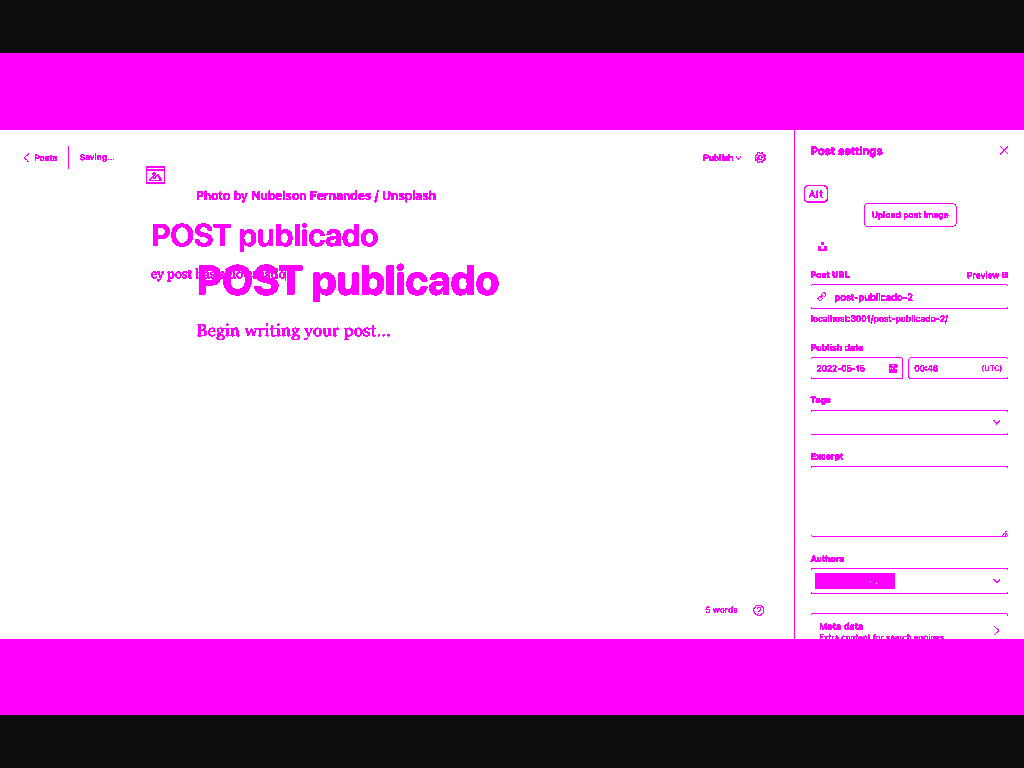 Posts
Saving...
Publish
Photo by Nubelson Fernandes / Unsplash
POST publicado
ey post
POST publicado
Begin writing your post...
5 words
Post settings
Alt
Upload post image
Post URL
Preview
post-publicado-2
localhost:3001/post-publicado-2/
Publish date
2022-05-15
00:46
(UTC)
Tags
Excerpt
Authors
Meta data
Extra content for search engines